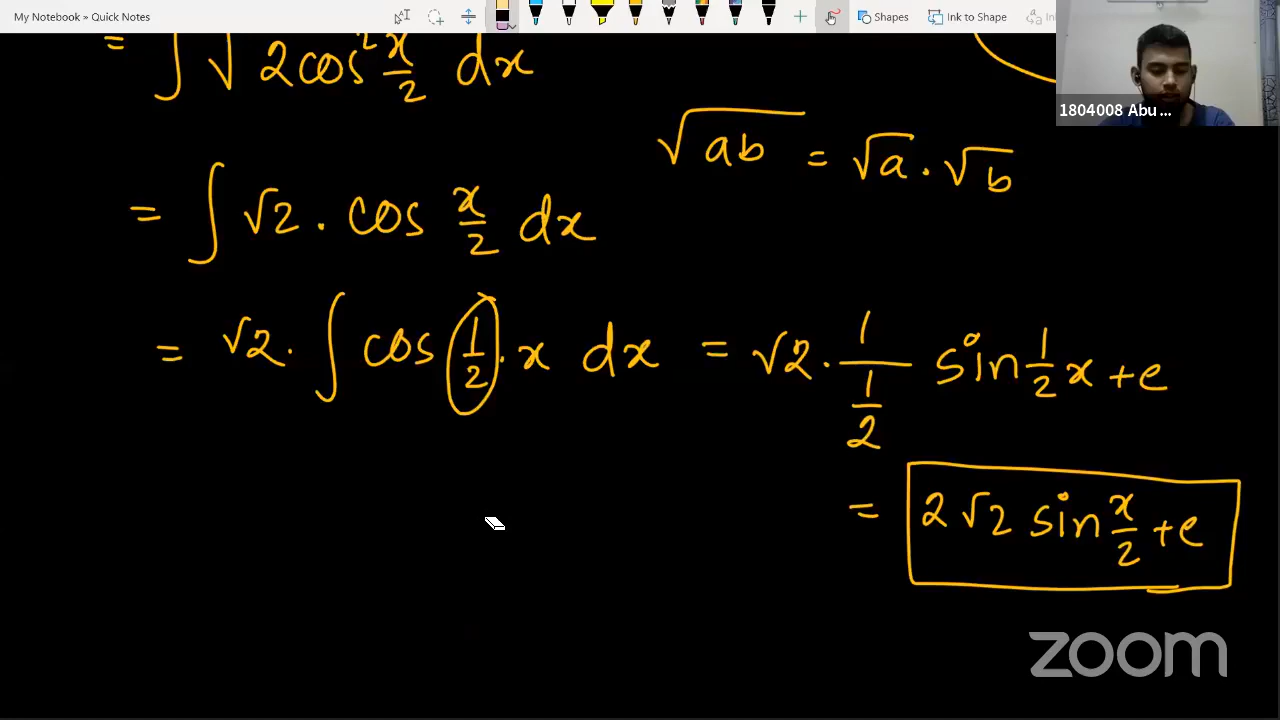 My Notebook » Quick Notes
Shapes
Ink to Shape
1804008 Abu ...
= ∫ √2cos²x/2 dx
√ab = √a . √b
= ∫ √2 . cos x/2 dx
= √2 . ∫ cos 1/2 . x dx = √2 . 1/(1/2) sin 1/2 x + e
= 2√2 sin x/2 + e
zoom